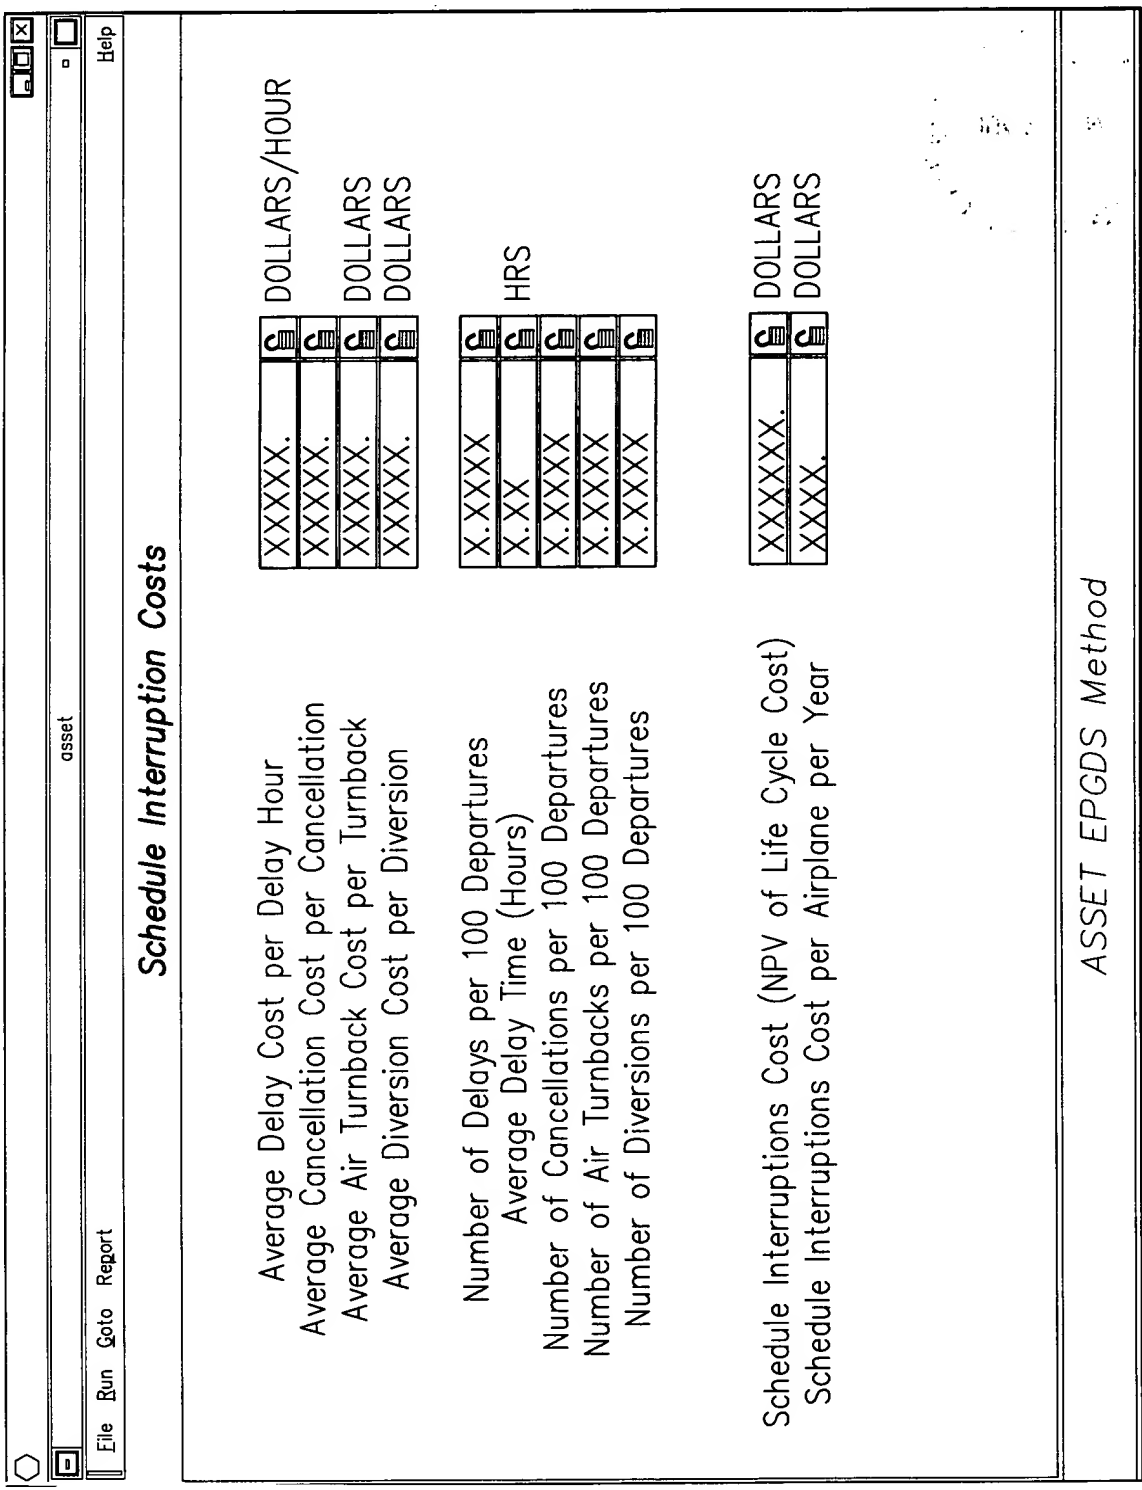 asset
File Run Goto Report Help
Schedule Interruption Costs
Average Delay Cost per Delay Hour XXXXX. DOLLARS/HOUR
Average Cancellation Cost per Cancellation XXXXX.
Average Air Turnback Cost per Turnback XXXXX. DOLLARS
Average Diversion Cost per Diversion XXXXX. DOLLARS
Number of Delays per 100 Departures X.XXXX
Average Delay Time (Hours) X.XX HRS
Number of Cancellations per 100 Departures X.XXXX
Number of Air Turnbacks per 100 Departures X.XXXX
Number of Diversions per 100 Departures X.XXXX
Schedule Interruptions Cost (NPV of Life Cycle Cost) XXXXXX. DOLLARS
Schedule Interruptions Cost per Airplane per Year XXXX. DOLLARS
ASSET EPGDS Method